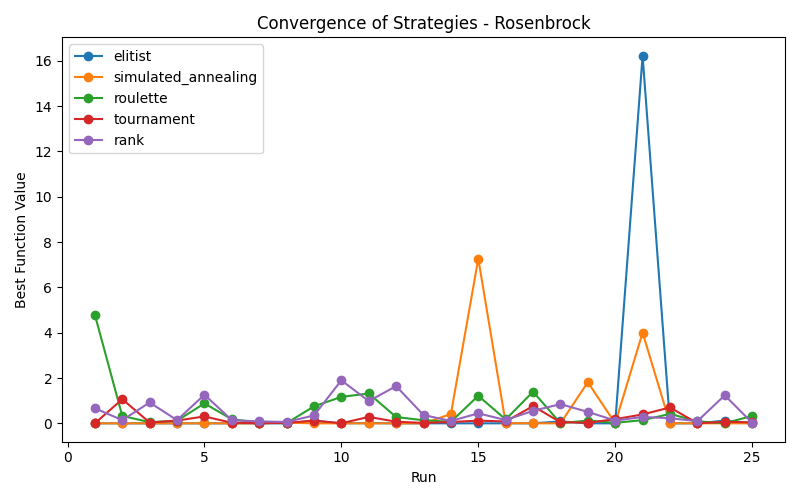 Convergence of Strategies - Rosenbrock
elitist
simulated_annealing
roulette
tournament
rank
Best Function Value
16
14
12
10
8
6
4
2
0
0 5 10 15 20 25
Run